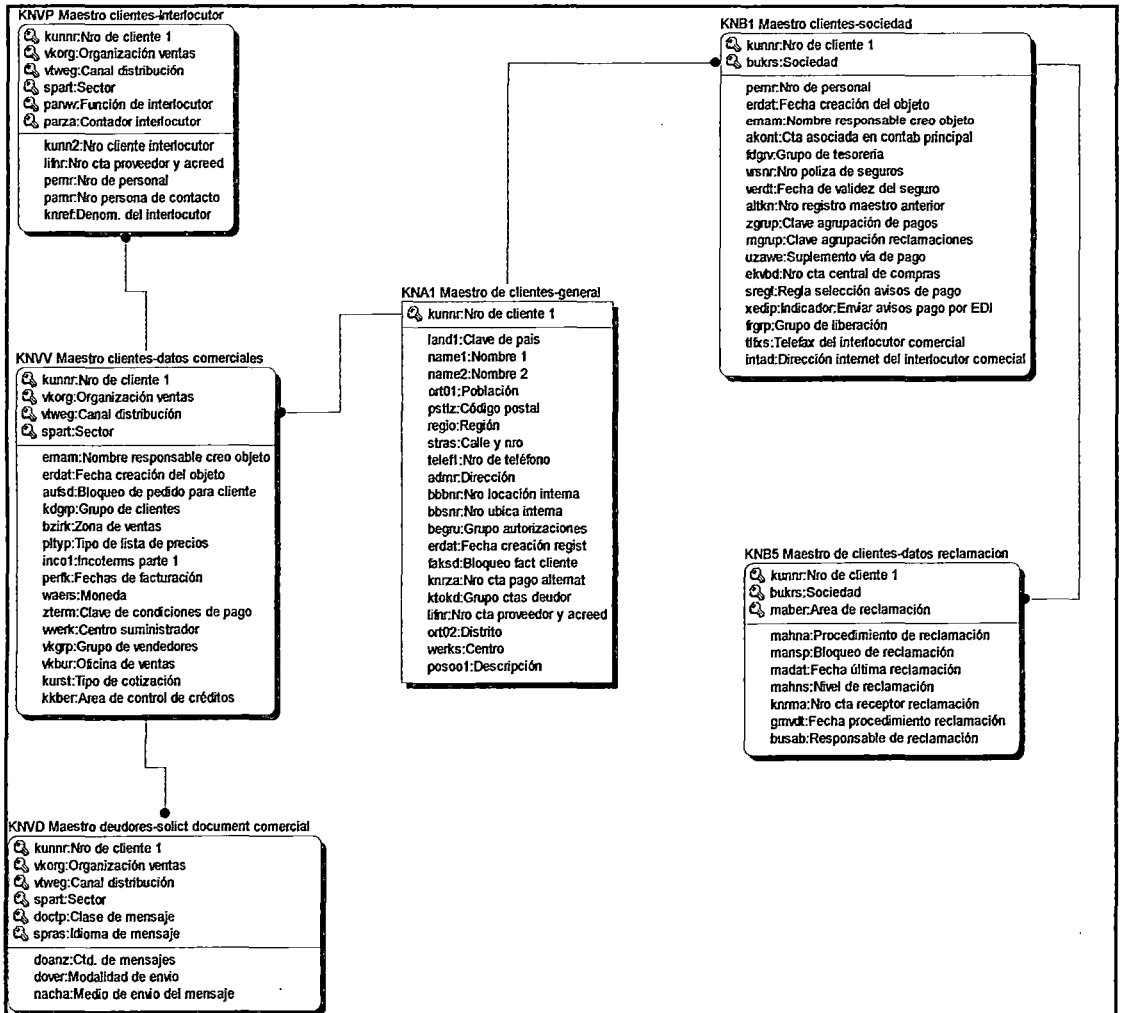 KNVP Maestro clientes-interlocutor
kunnr:Nro de cliente 1
vkorg:Organización ventas
vtweg:Canal distribución
spart:Sector
parvw:Función de interlocutor
parza:Contador interlocutor
kunn2:Nro cliente interlocutor
lifnr:Nro cta proveedor y acreed
pernr:Nro de personal
parnr:Nro persona de contacto
knref:Denom. del interlocutor
KNVV Maestro clientes-datos comerciales
kunnr:Nro de cliente 1
vkorg:Organización ventas
vtweg:Canal distribución
spart:Sector
ernam:Nombre responsable creo objeto
erdat:Fecha creación del objeto
aufsd:Bloqueo de pedido para cliente
kdgrp:Grupo de clientes
bzirk:Zona de ventas
pltyp:Tipo de lista de precios
inco1:Incoterms parte 1
perfk:Fechas de facturación
waers:Moneda
zterm:Clave de condiciones de pago
vwerk:Centro suministrador
vkgrp:Grupo de vendedores
vkbur:Oficina de ventas
kurst:Tipo de cotización
kkber:Area de control de créditos
KNVD Maestro deudores-solict document comercial
kunnr:Nro de cliente 1
vkorg:Organización ventas
vtweg:Canal distribución
spart:Sector
doctp:Clase de mensaje
spras:Idioma de mensaje
doanz:Ctd. de mensajes
dover:Modalidad de envio
nacha:Medio de envio del mensaje
KNA1 Maestro de clientes-general
kunnr:Nro de cliente 1
land1:Clave de pais
name1:Nombre 1
name2:Nombre 2
ort01:Población
pstlz:Código postal
regio:Región
stras:Calle y nro
telef1:Nro de teléfono
adrnr:Dirección
bbbnr:Nro locación interna
bbsnr:Nro ubica interna
begru:Grupo autorizaciones
erdat:Fecha creación regist
faksd:Bloqueo fact cliente
knrza:Nro cta pago alternat
ktokd:Grupo ctas deudor
lifnr:Nro cta proveedor y acreed
ort02:Distrito
werks:Centro
posoo1:Descripción
KNB1 Maestro clientes-sociedad
kunnr:Nro de cliente 1
bukrs:Sociedad
pernr:Nro de personal
erdat:Fecha creación del objeto
ernam:Nombre responsable creo objeto
akont:Cta asociada en contab principal
fdgrv:Grupo de tesorería
vrsnr:Nro poliza de seguros
verdt:Fecha de validez del seguro
altkn:Nro registro maestro anterior
zgrup:Clave agrupación de pagos
mgrup:Clave agrupación reclamaciones
uzawe:Suplemento vía de pago
ekvbd:Nro cta central de compras
sregl:Regla selección avisos de pago
xedip:Indicador:Enviar avisos pago por EDI
frgrp:Grupo de liberación
tlfxs:Telefax del interlocutor comercial
intad:Dirección internet del interlocutor comecial
KNB5 Maestro de clientes-datos reclamacion
kunnr:Nro de cliente 1
bukrs:Sociedad
maber:Area de reclamación
mahna:Procedimiento de reclamación
mansp:Bloqueo de reclamación
madat:Fecha última reclamación
mahns:Nivel de reclamación
knrma:Nro cta receptor reclamación
gmvdt:Fecha procedimiento reclamación
busab:Responsable de reclamación